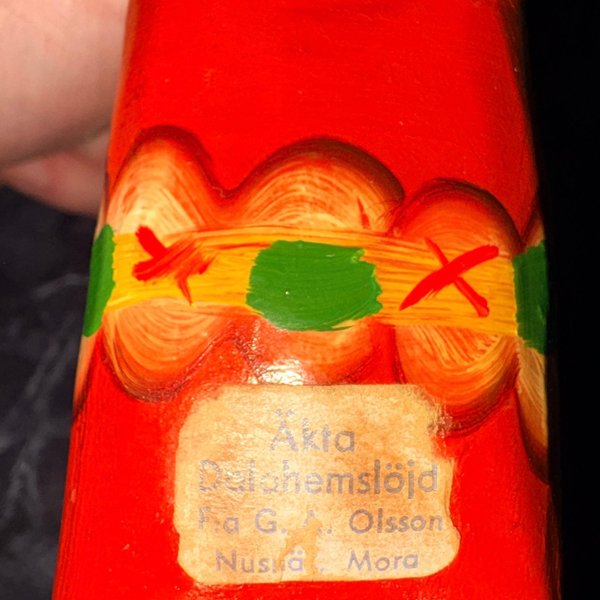 Äkta
Dalahemslöjd
F:a G. A. Olsson
Nusnäs, Mora